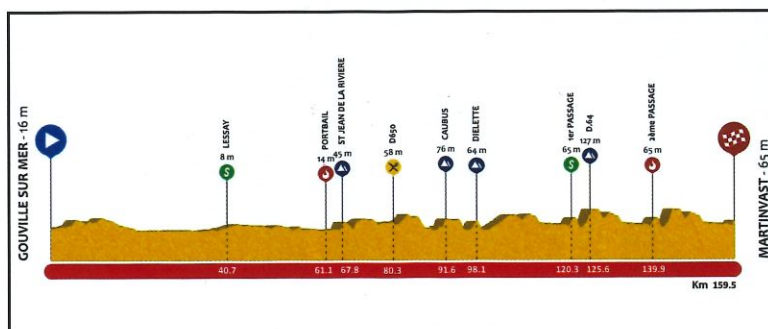 GOUVILLE SUR MER - 16 m
LESSAY
8 m
S
PORTBAIL
14 m
ST JEAN DE LA RIVIERE
45 m
D650
58 m
CAUBUS
76 m
DIELETTE
64 m
1er PASSAGE
65 m
S
D.64
127 m
2ème PASSAGE
65 m
MARTINVAST - 65 m
40.7
61.1
67.8
80.3
91.6
98.1
120.3
125.6
139.9
Km 159.5